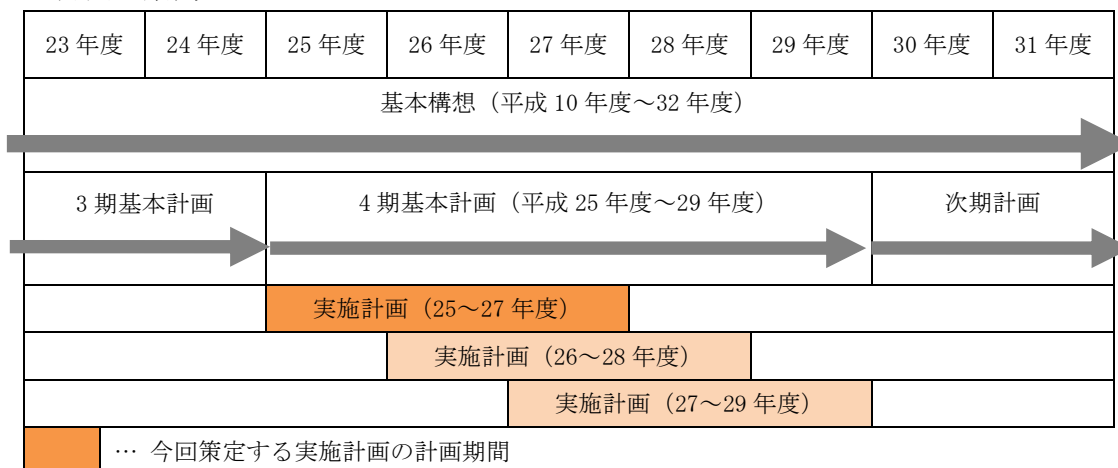 23 年度 24 年度 25 年度 26 年度 27 年度 28 年度 29 年度 30 年度 31 年度
基本構想（平成 10 年度～32 年度）
3 期基本計画 4 期基本計画（平成 25 年度～29 年度） 次期計画
実施計画（25～27 年度）
実施計画（26～28 年度）
実施計画（27～29 年度）
… 今回策定する実施計画の計画期間